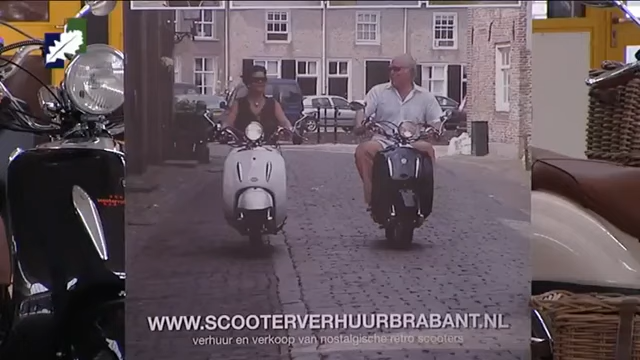 WWW.SCOOTERVERHUURBRABANT.NL
verhuur en verkoop van nostalgische retro scooters